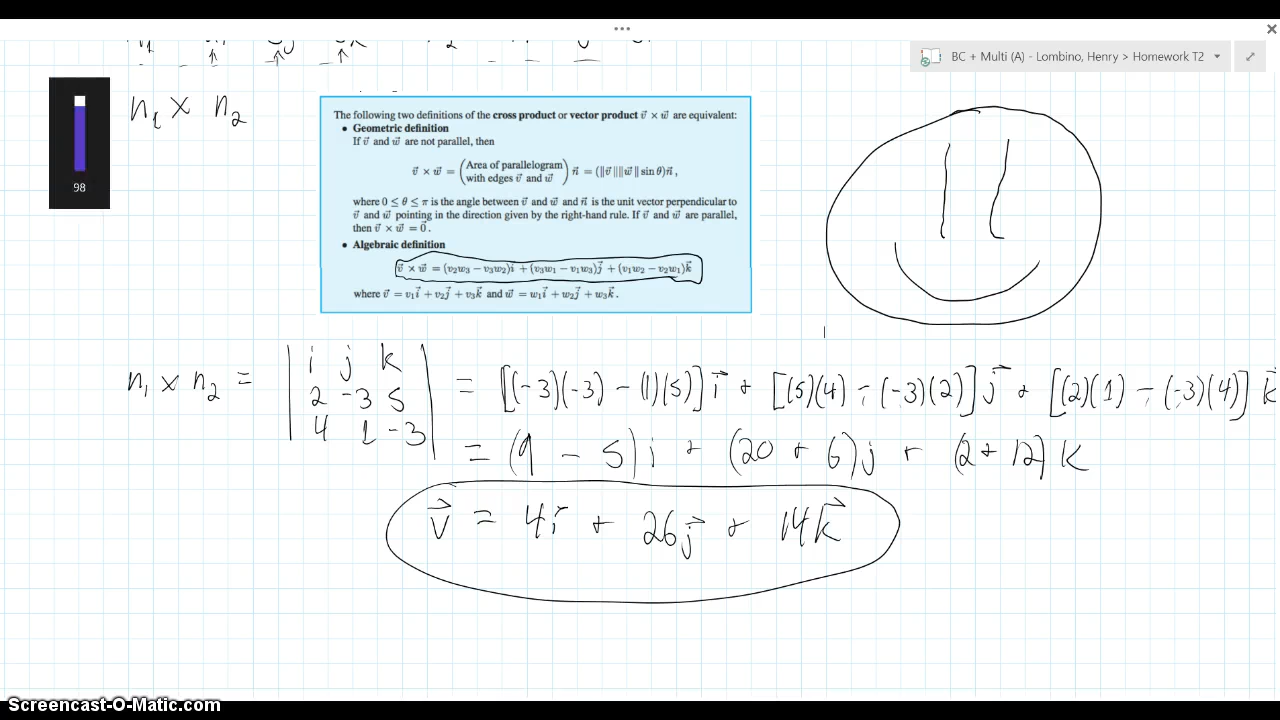 BC + Multi (A) - Lombino, Henry > Homework T2
n₁ × n₂
98
The following two definitions of the cross product or vector product v⃗ × w⃗ are equivalent:
• Geometric definition
If v⃗ and w⃗ are not parallel, then
v⃗ × w⃗ = (Area of parallelogram with edges v⃗ and w⃗) n⃗ = (‖v⃗‖‖w⃗‖ sin θ)n⃗,
where 0 ≤ θ ≤ π is the angle between v⃗ and w⃗ and n⃗ is the unit vector perpendicular to
v⃗ and w⃗ pointing in the direction given by the right-hand rule. If v⃗ and w⃗ are parallel,
then v⃗ × w⃗ = 0⃗.
• Algebraic definition
v⃗ × w⃗ = (v₂w₃ − v₃w₂)i⃗ + (v₃w₁ − v₁w₃)j⃗ + (v₁w₂ − v₂w₁)k⃗
where v⃗ = v₁i⃗ + v₂j⃗ + v₃k⃗ and w⃗ = w₁i⃗ + w₂j⃗ + w₃k⃗.
n₁ × n₂ = | i j k | = [(-3)(-3) - (1)(5)] i⃗ + [(5)(4) - (-3)(2)] j⃗ + [(2)(1) - (-3)(4)] k⃗
2 -3 5
4 1 -3
= (9 - 5) i + (20 + 6) j + (2 + 12) k
v⃗ = 4i⃗ + 26j⃗ + 14k⃗
Screencast-O-Matic.com